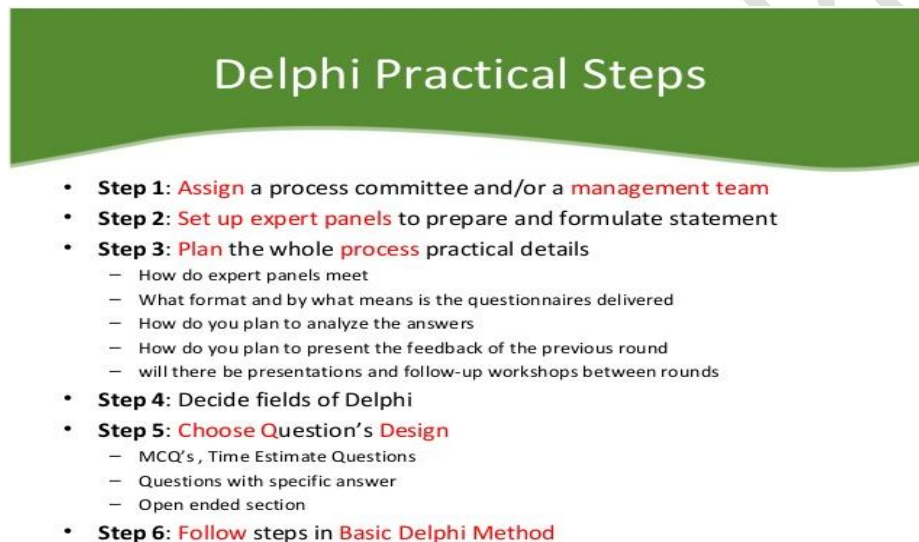 Delphi Practical Steps
• Step 1: Assign a process committee and/or a management team
• Step 2: Set up expert panels to prepare and formulate statement
• Step 3: Plan the whole process practical details
– How do expert panels meet
– What format and by what means is the questionnaires delivered
– How do you plan to analyze the answers
– How do you plan to present the feedback of the previous round
– will there be presentations and follow-up workshops between rounds
• Step 4: Decide fields of Delphi
• Step 5: Choose Question's Design
– MCQ's , Time Estimate Questions
– Questions with specific answer
– Open ended section
• Step 6: Follow steps in Basic Delphi Method